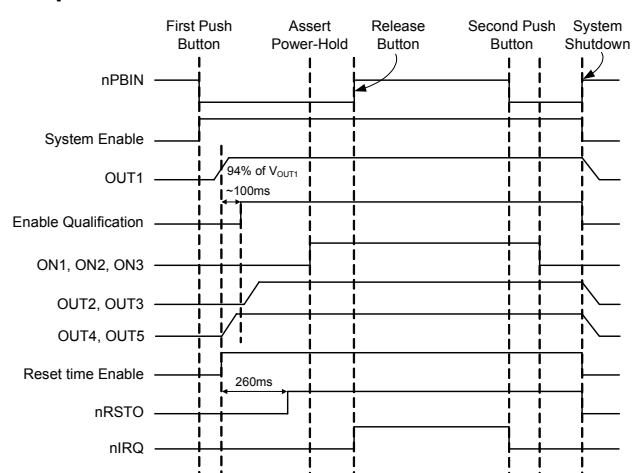 First Push
Button
Assert
Power-Hold
Release
Button
Second Push
Button
System
Shutdown
nPBIN
System Enable
OUT1
94% of VOUT1
~100ms
Enable Qualification
ON1, ON2, ON3
OUT2, OUT3
OUT4, OUT5
Reset time Enable
260ms
nRSTO
nIRQ